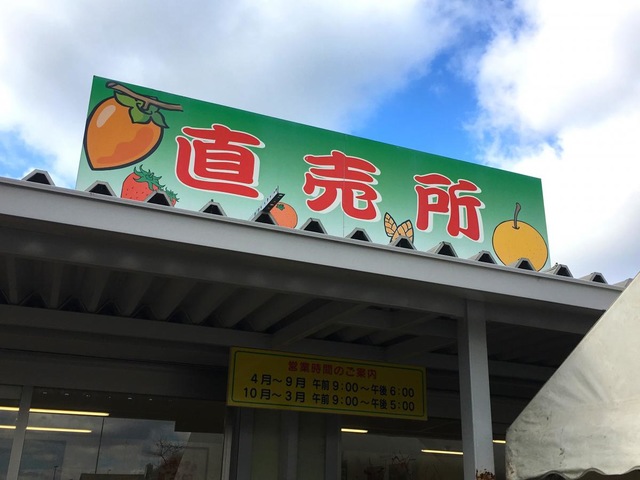 直売所
営業時間のご案内
4月～9月 午前9:00～午後6:00
10月～3月 午前9:00～午後5:00